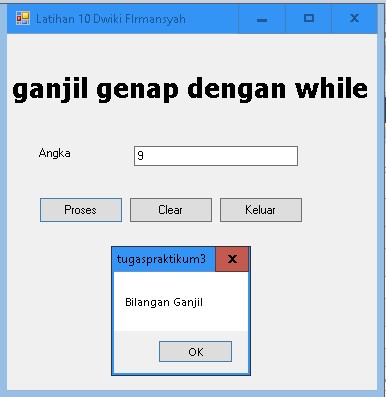 Latihan 10 Dwiki FIrmansyah
ganjil genap dengan while
Angka
9
Proses
Clear
Keluar
tugaspraktikum3
x
Bilangan Ganjil
OK